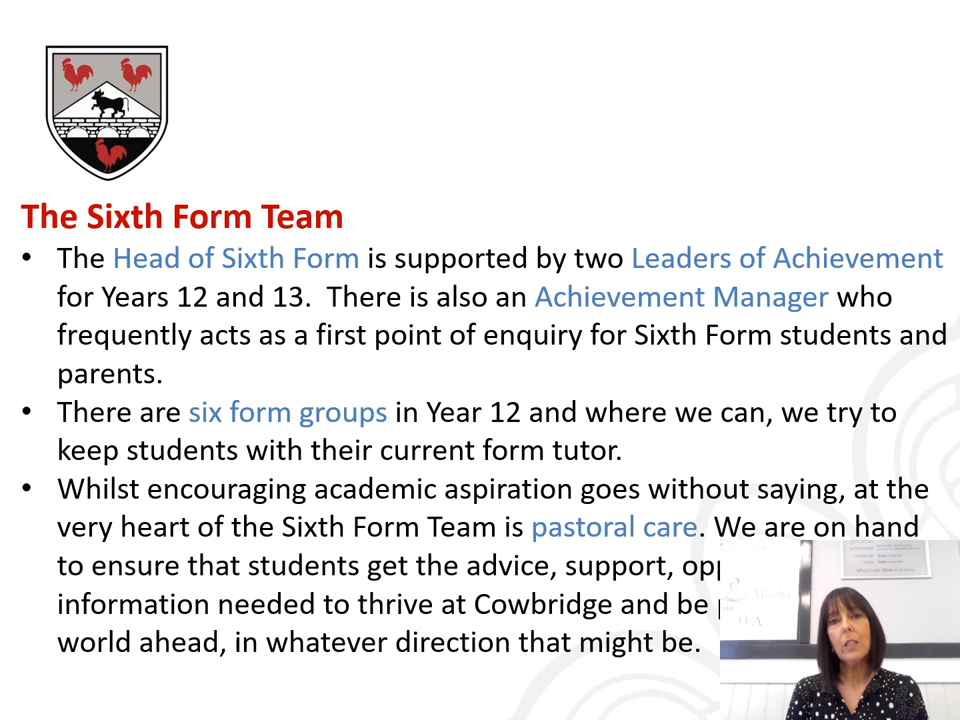 The Sixth Form Team
• The Head of Sixth Form is supported by two Leaders of Achievement
for Years 12 and 13.  There is also an Achievement Manager who
frequently acts as a first point of enquiry for Sixth Form students and
parents.
• There are six form groups in Year 12 and where we can, we try to
keep students with their current form tutor.
• Whilst encouraging academic aspiration goes without saying, at the
very heart of the Sixth Form Team is pastoral care. We are on hand
to ensure that students get the advice, support,
information needed to thrive at Cowbridge and be
world ahead, in whatever direction that might be.
Mocha